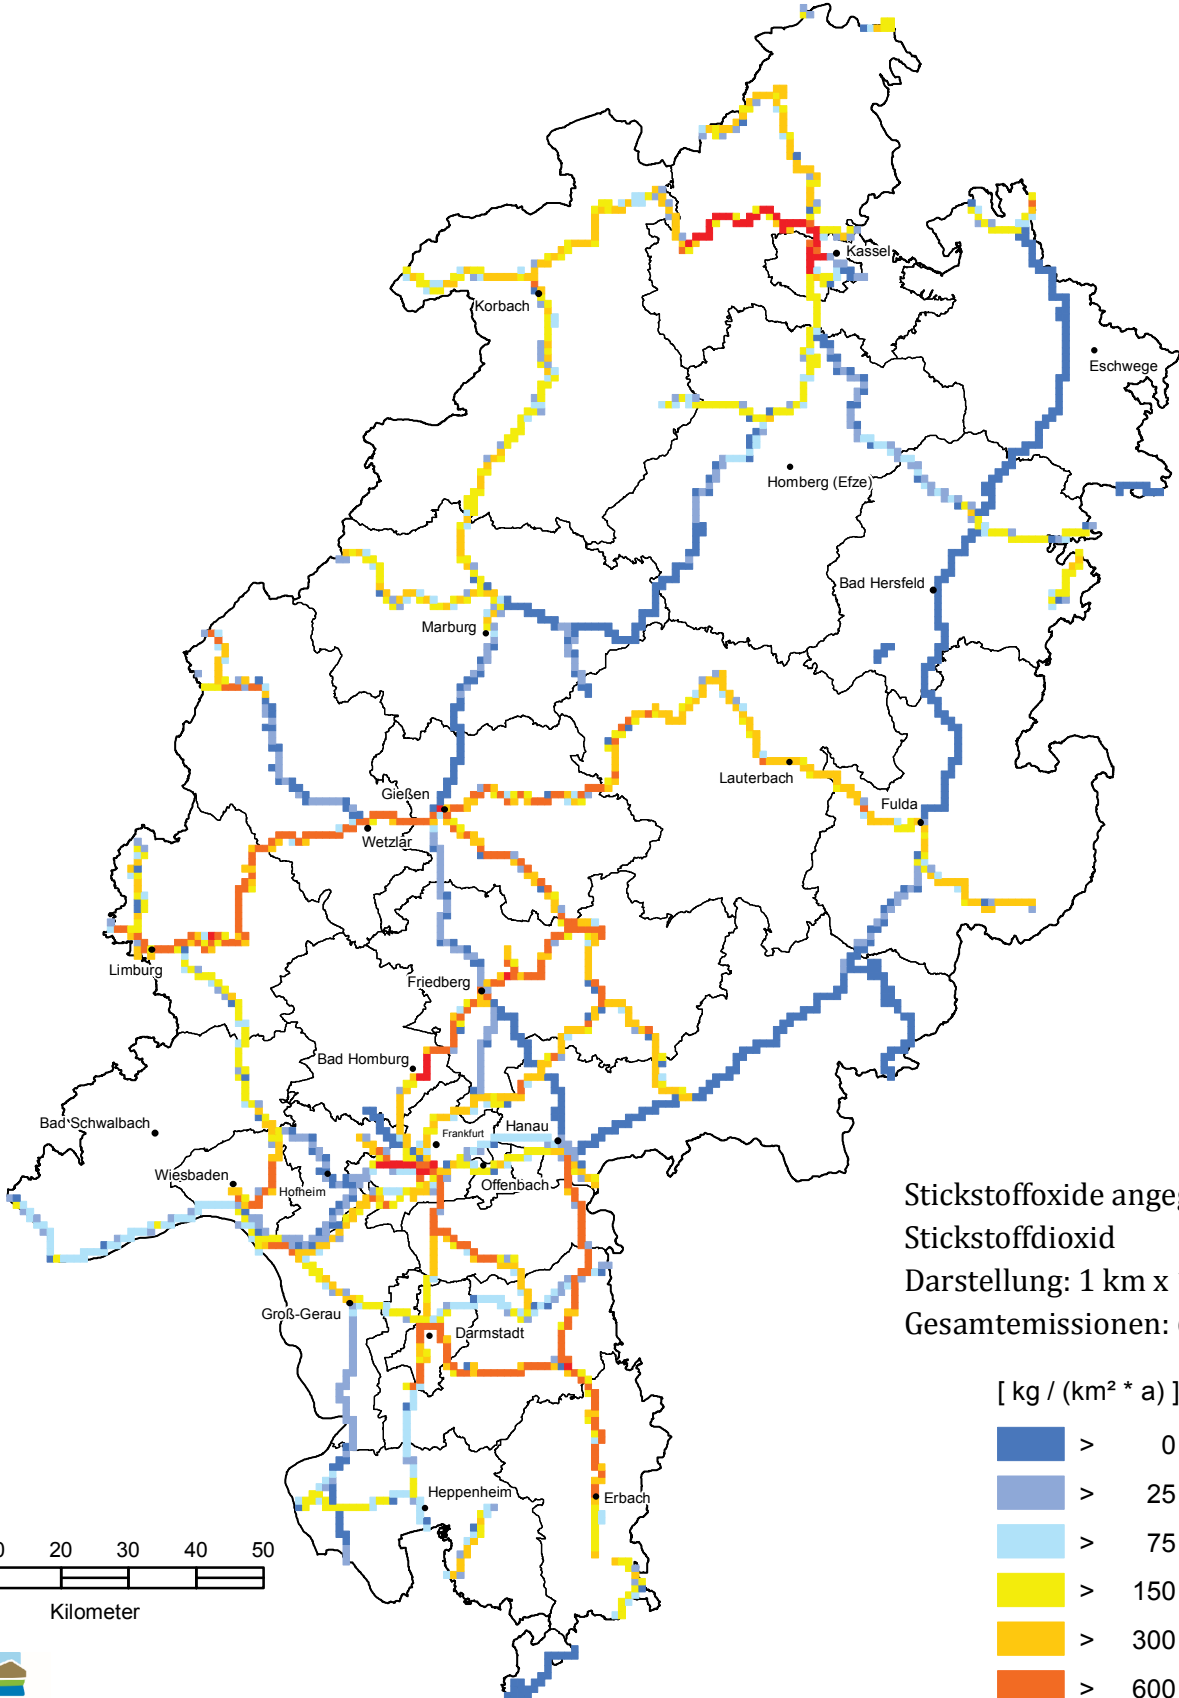 Kassel
Korbach
Eschwege
Homberg (Efze)
Bad Hersfeld
Marburg
Lauterbach
Gießen
Fulda
Wetzlar
Limburg
Friedberg
Bad Homburg
Bad Schwalbach
Frankfurt
Hanau
Wiesbaden
Hofheim
Offenbach
Stickstoffoxide
Stickstoffdioxid
Darstellung: 1 km x
Gesamtemissionen:
Groß-Gerau
Darmstadt
[ kg / (km² * a) ]
> 0
> 25
Heppenheim
Erbach
> 75
20 30 40 50
Kilometer
> 150
> 300
> 600